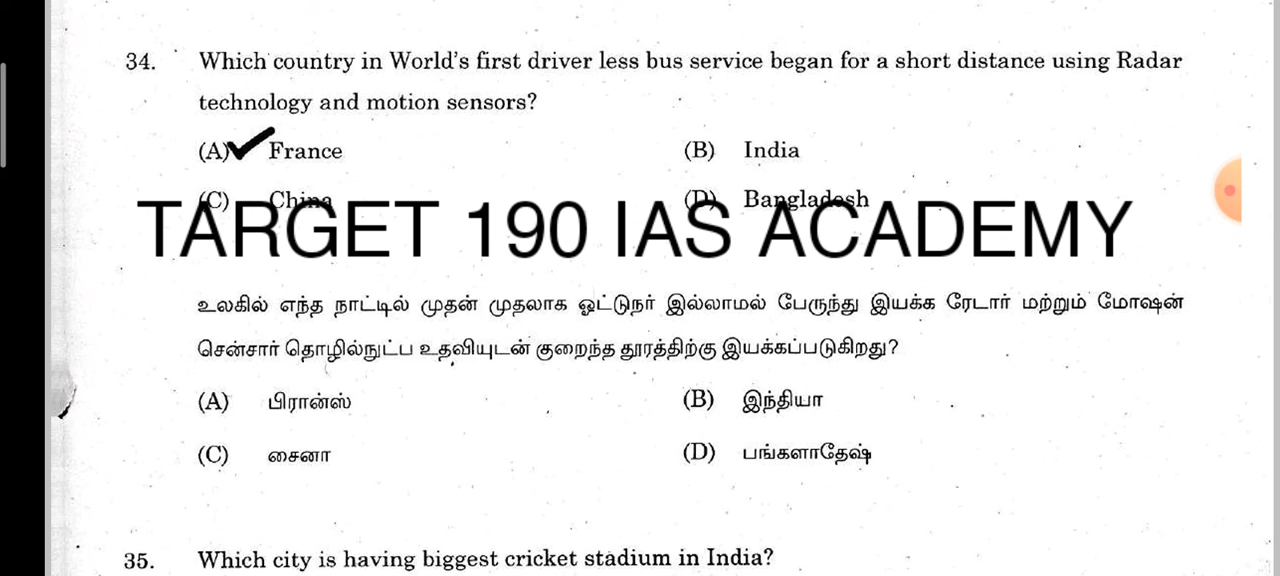 34. Which country in World's first driver less bus service began for a short distance using Radar
technology and motion sensors?
(A) France (B) India
(C) China (D) Bangladesh
TARGET 190 IAS ACADEMY
உலகில் எந்த நாட்டில் முதன் முதலாக ஓட்டுநர் இல்லாமல் பேருந்து இயக்க ரேடார் மற்றும் மோஷன்
சென்சார் தொழில்நுட்ப உதவியுடன் குறைந்த தூரத்திற்கு இயக்கப்படுகிறது?
(A) பிரான்ஸ் (B) இந்தியா
(C) சைனா (D) பங்களாதேஷ்
35. Which city is having biggest cricket stadium in India?